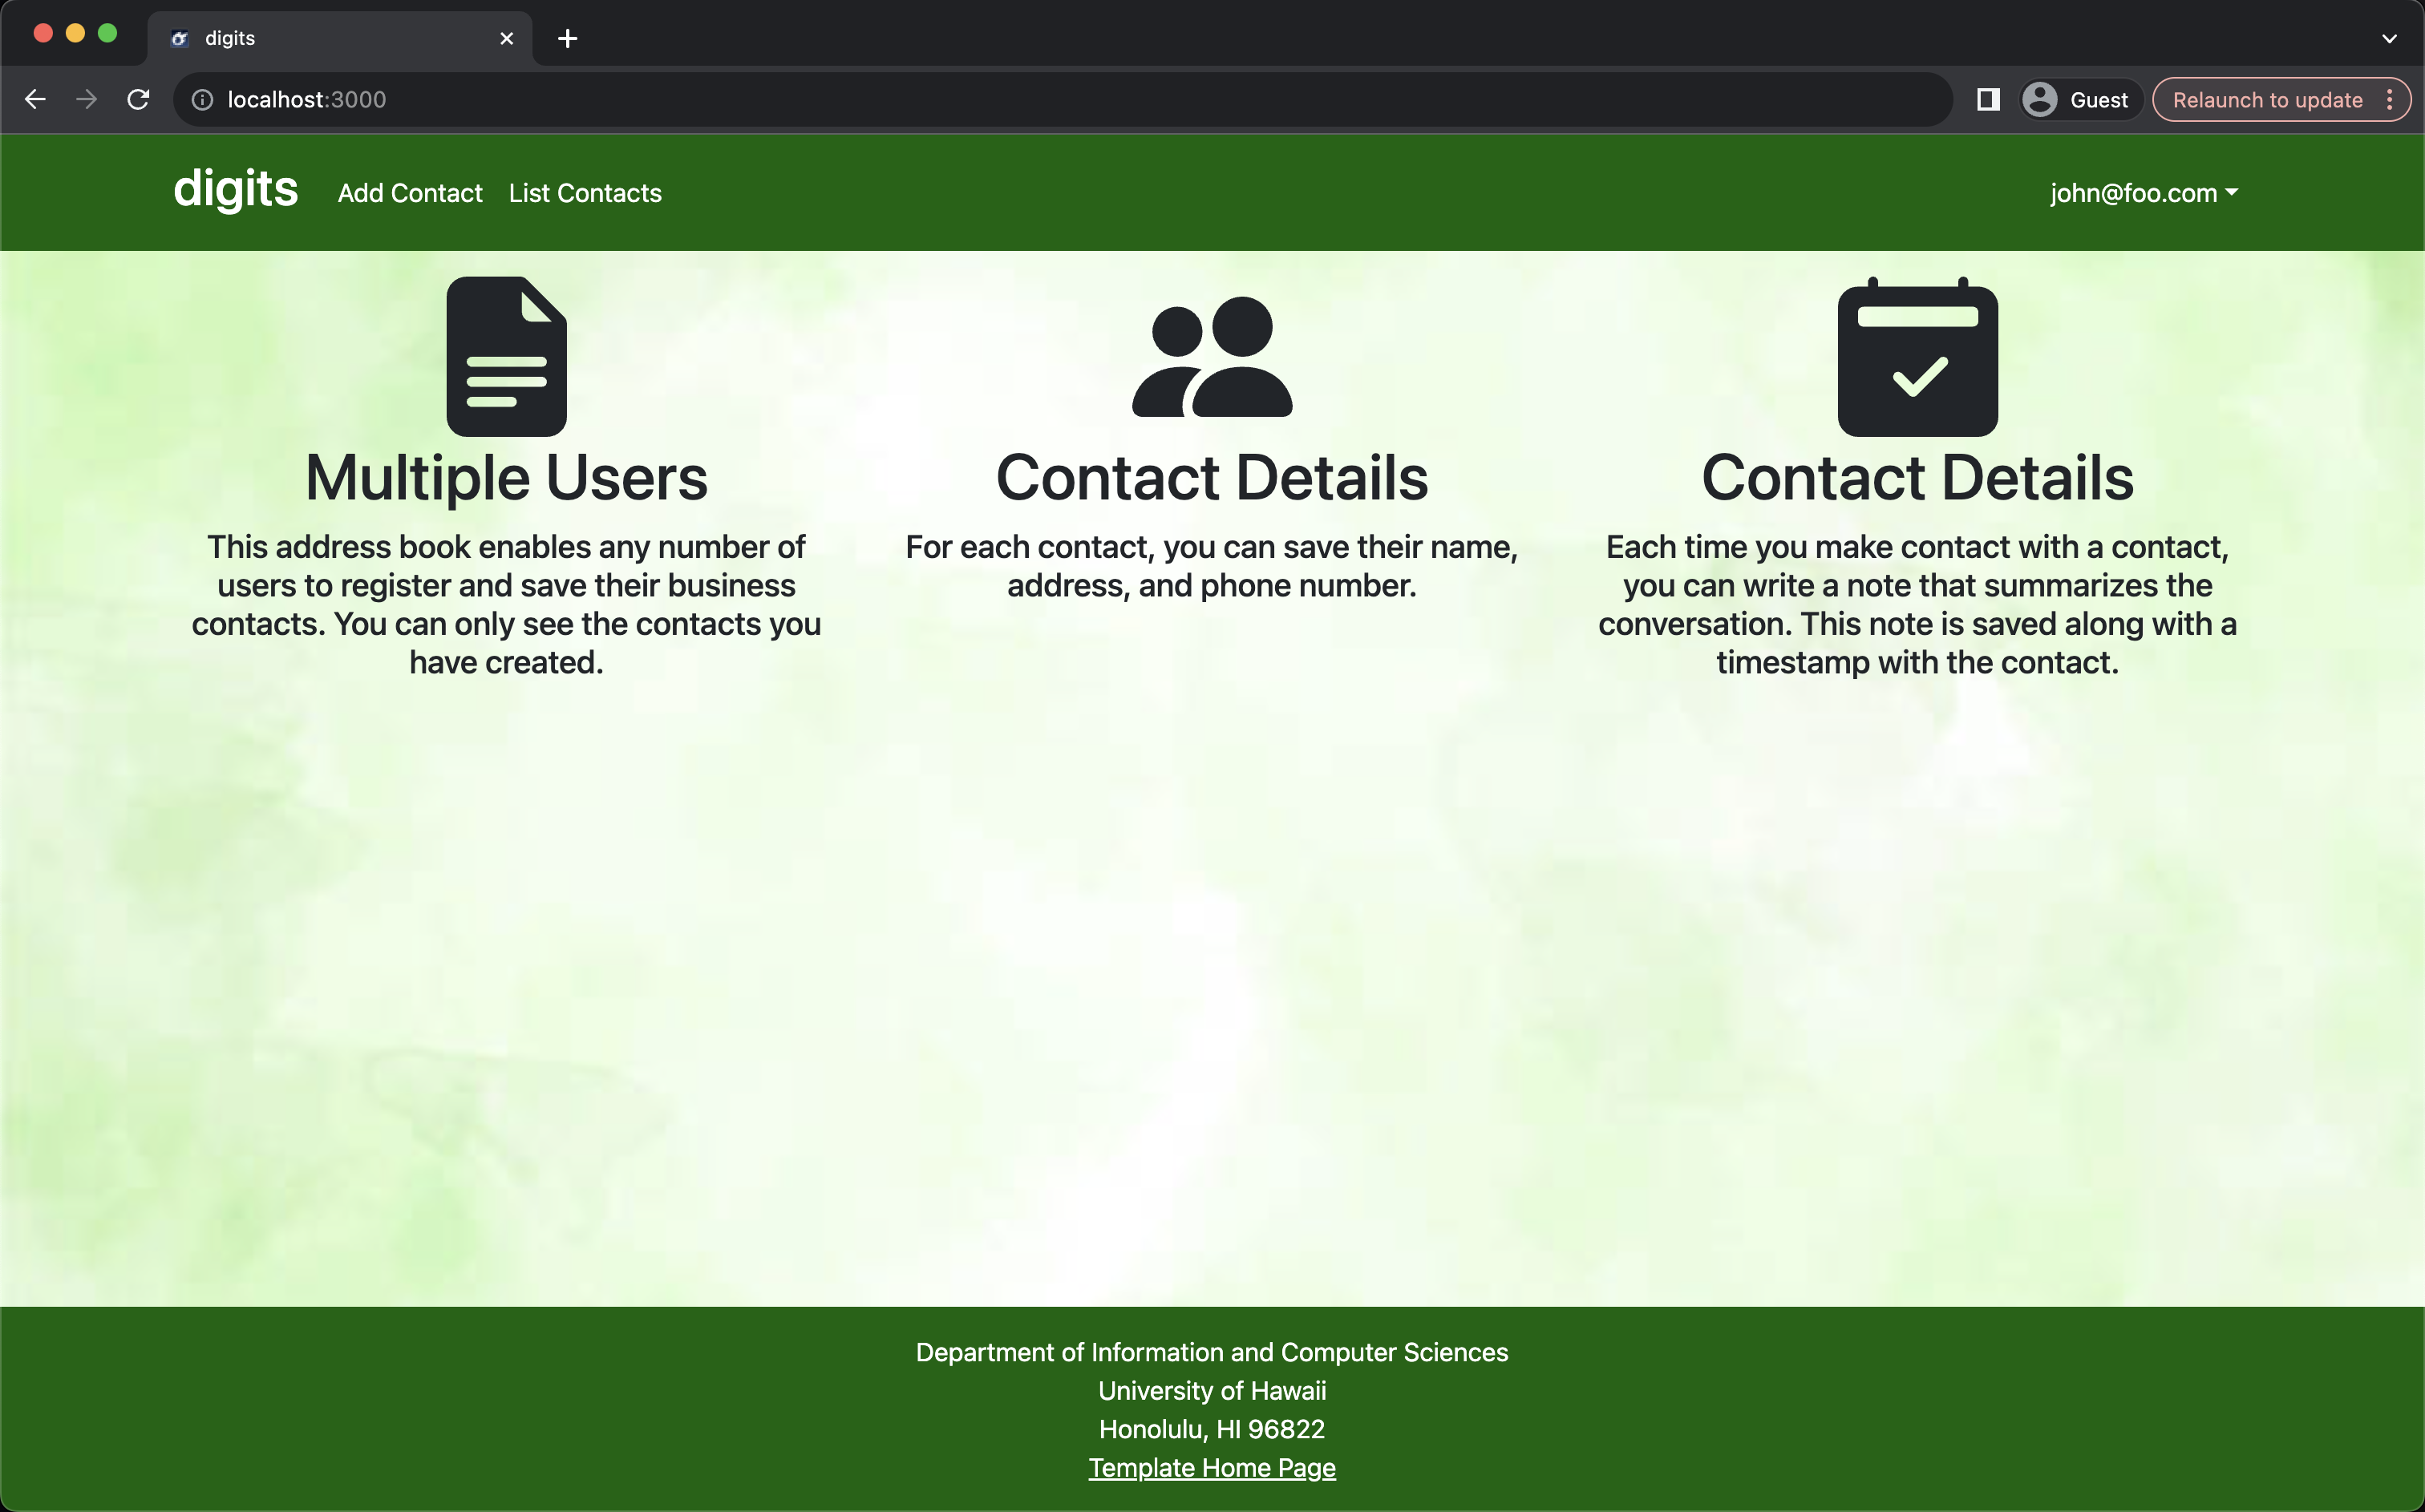 digits
localhost:3000
Guest
Relaunch to update
digits
Add Contact
List Contacts
john@foo.com
Multiple Users
This address book enables any number of
users to register and save their business
contacts. You can only see the contacts you
have created.
Contact Details
For each contact, you can save their name,
address, and phone number.
Contact Details
Each time you make contact with a contact,
you can write a note that summarizes the
conversation. This note is saved along with a
timestamp with the contact.
Department of Information and Computer Sciences
University of Hawaii
Honolulu, HI 96822
Template Home Page